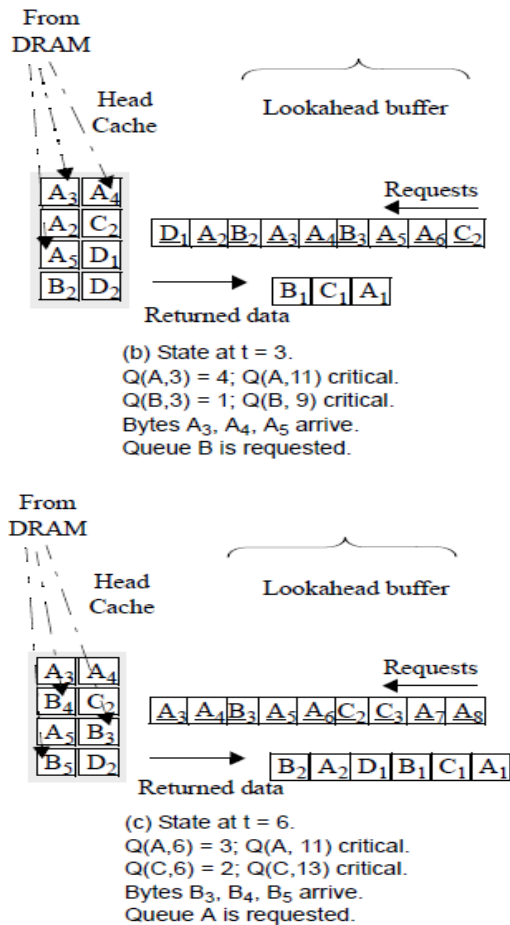 From
DRAM
Head
Cache
Lookahead buffer
A3 A4
A2 C2
A5 D1
B2 D2
Requests
D1 A2 B2 A3 A4 B3 A5 A6 C2
B1 C1 A1
Returned data
(b) State at t = 3.
Q(A,3) = 4; Q(A,11) critical.
Q(B,3) = 1; Q(B, 9) critical.
Bytes A3, A4, A5 arrive.
Queue B is requested.
From
DRAM
Head
Cache
Lookahead buffer
A3 A4
B4 C2
A5 B3
B5 D2
Requests
A3 A4 B3 A5 A6 C2 C3 A7 A8
B2 A2 D1 B1 C1 A1
Returned data
(c) State at t = 6.
Q(A,6) = 3; Q(A, 11) critical.
Q(C,6) = 2; Q(C,13) critical.
Bytes B3, B4, B5 arrive.
Queue A is requested.